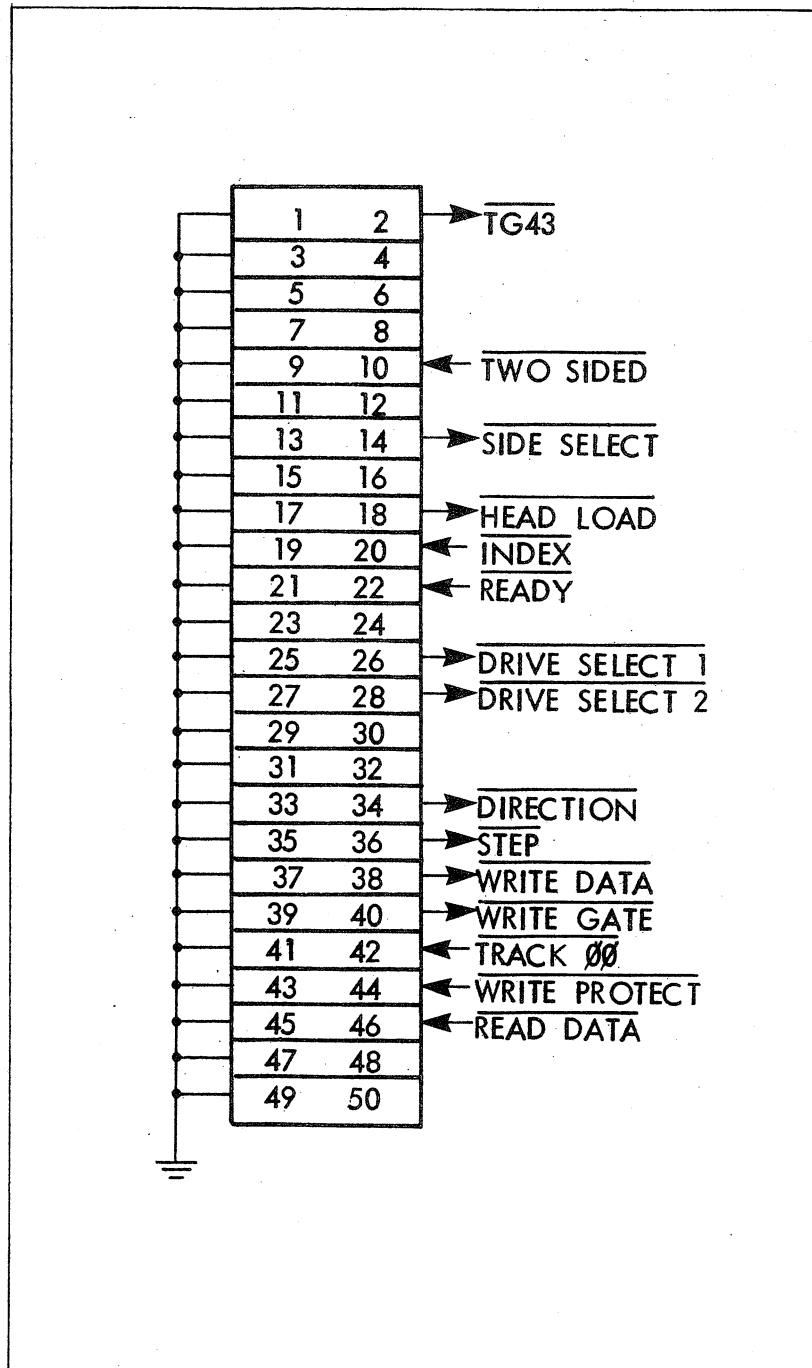 1 2 TG43
3 4
5 6
7 8
9 10 TWO SIDED
11 12
13 14 SIDE SELECT
15 16
17 18 HEAD LOAD
19 20 INDEX
21 22 READY
23 24
25 26 DRIVE SELECT 1
27 28 DRIVE SELECT 2
29 30
31 32
33 34 DIRECTION
35 36 STEP
37 38 WRITE DATA
39 40 WRITE GATE
41 42 TRACK ØØ
43 44 WRITE PROTECT
45 46 READ DATA
47 48
49 50